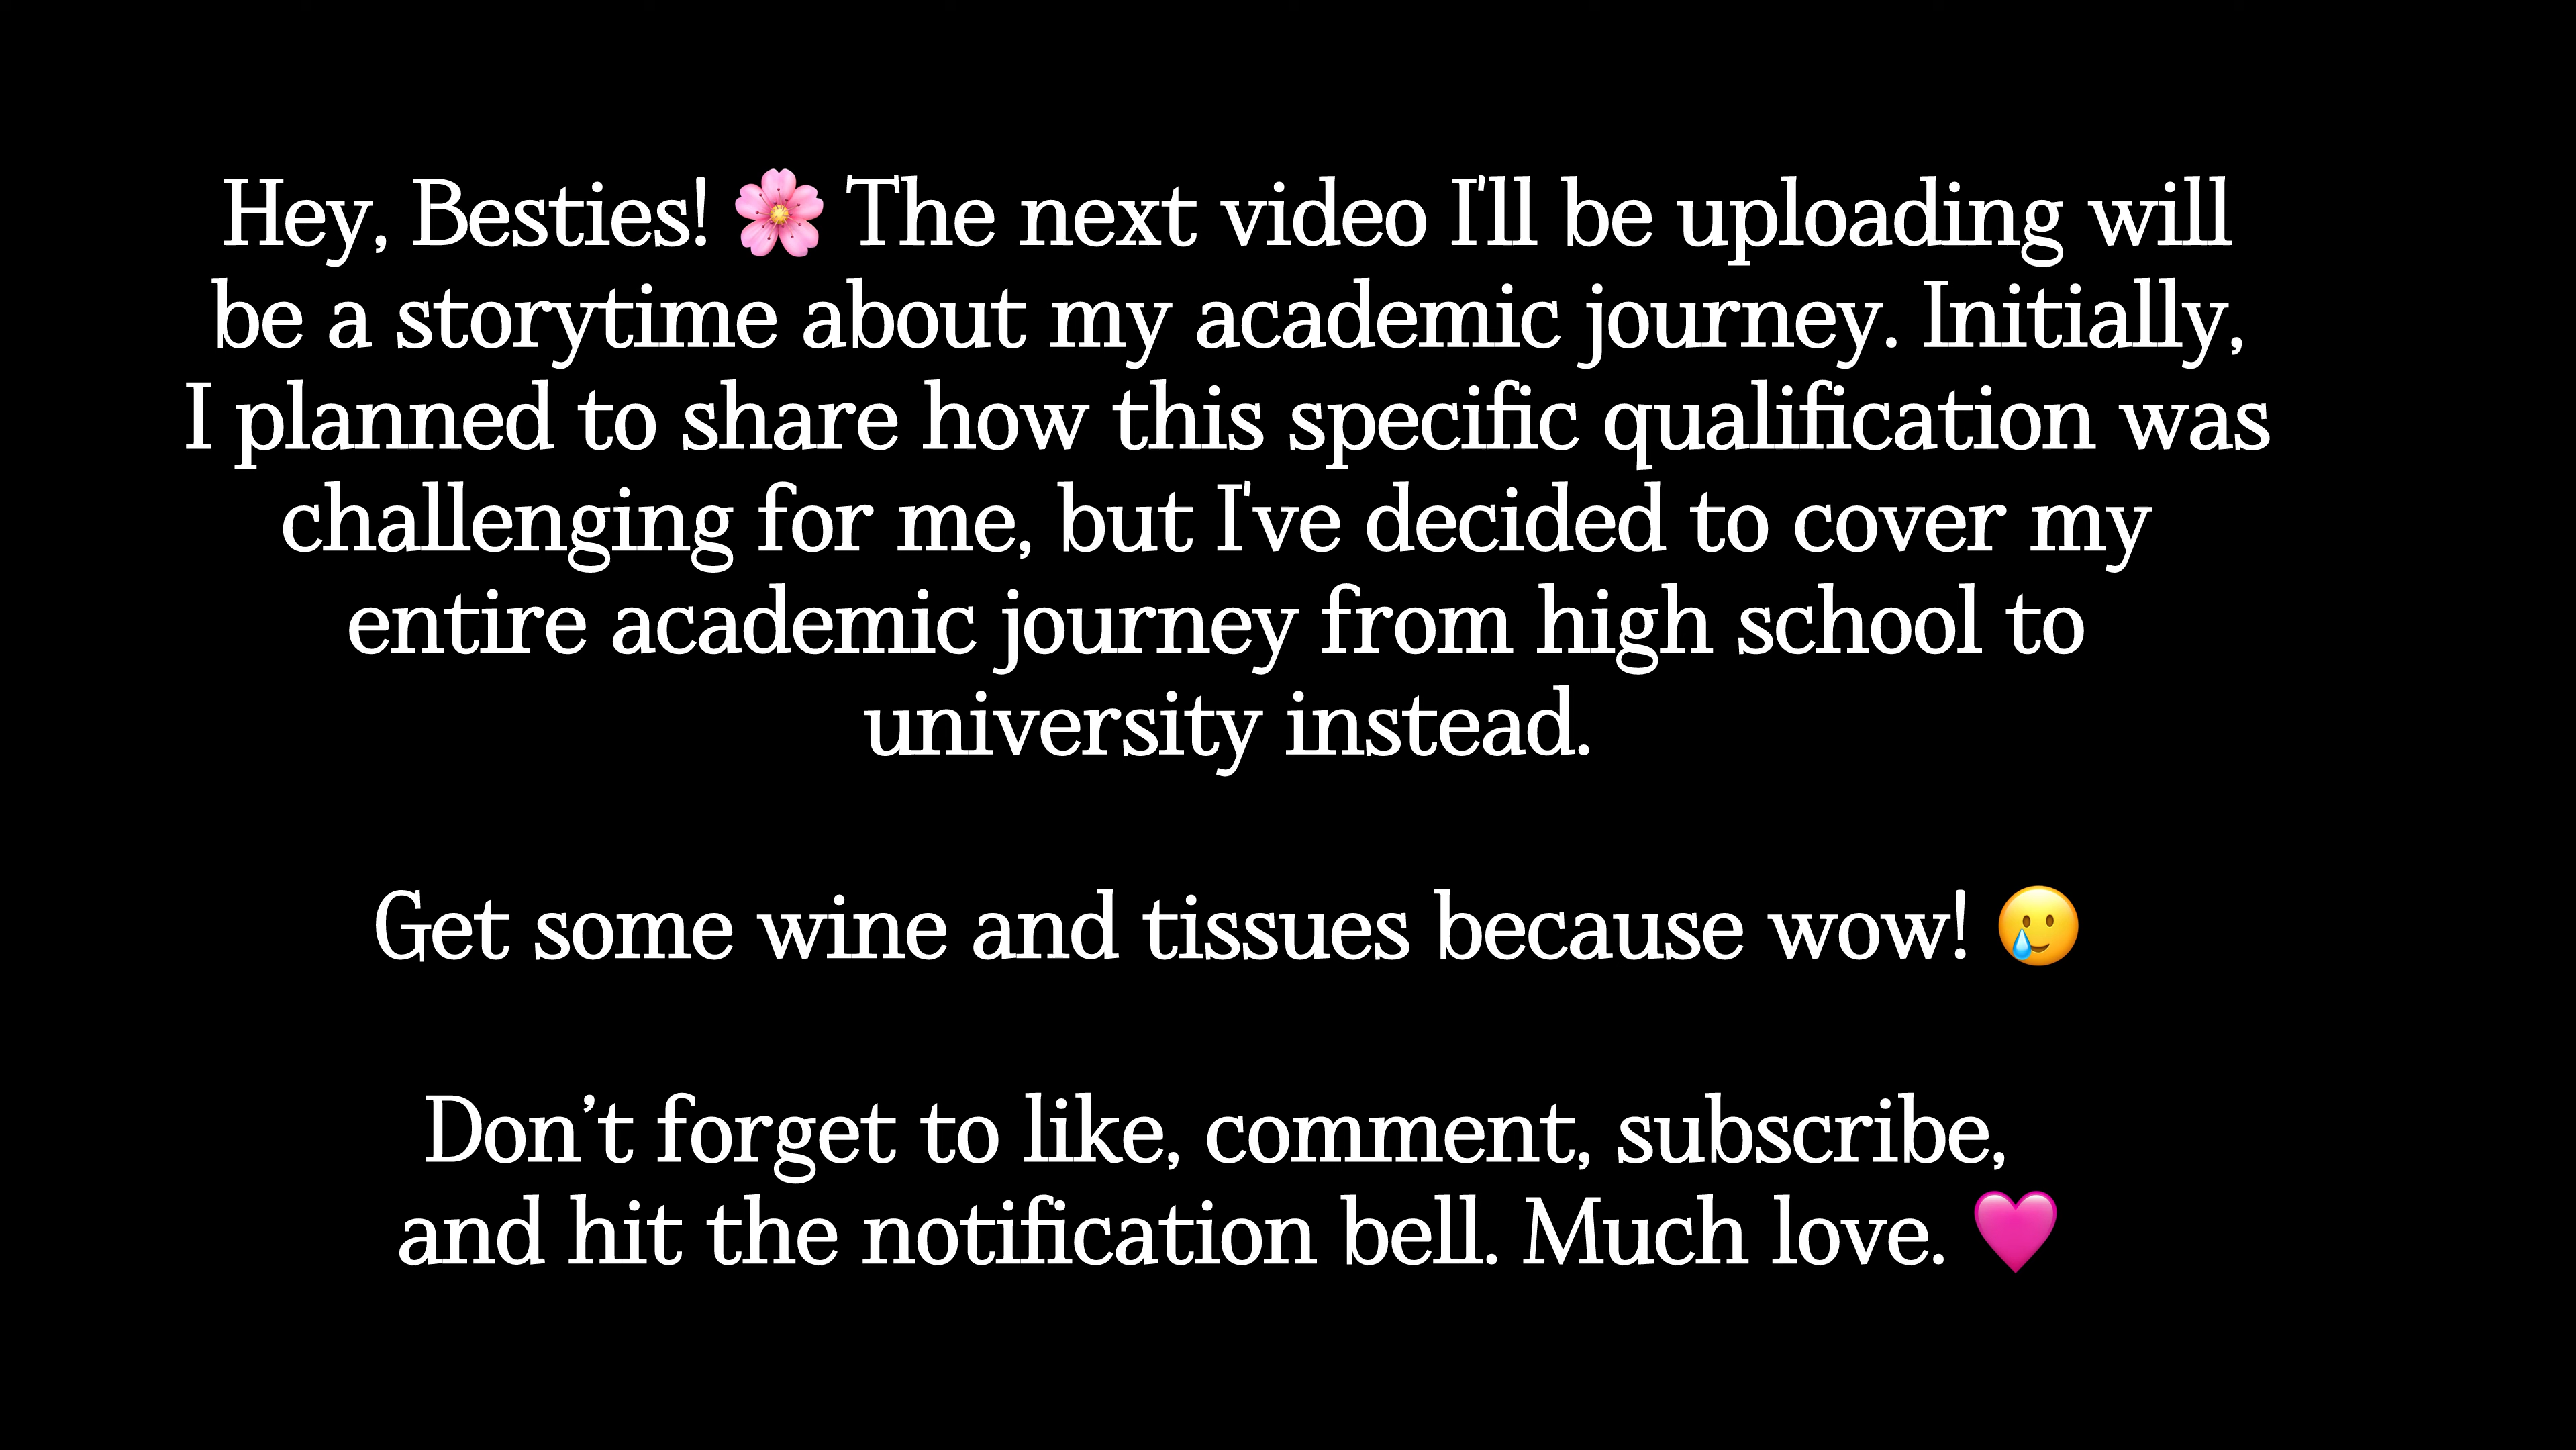 Hey, Besties! 🌸 The next video I'll be uploading will
be a storytime about my academic journey. Initially,
I planned to share how this specific qualification was
challenging for me, but I've decided to cover my
entire academic journey from high school to
university instead.
Get some wine and tissues because wow! 🥲
Don’t forget to like, comment, subscribe,
and hit the notification bell. Much love. 🩷